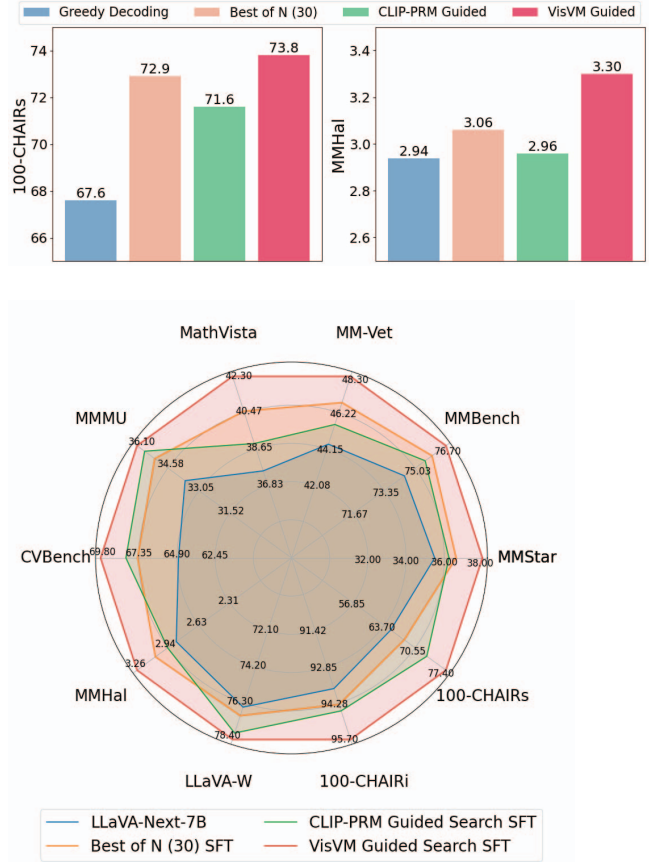 Greedy Decoding Best of N (30) CLIP-PRM Guided VisVM Guided
100-CHAIRs
74
72
70
68
66
67.6
72.9
71.6
73.8
MMHal
3.4
3.2
3.0
2.8
2.6
2.94
3.06
2.96
3.30
MathVista MM-Vet
42.30 48.30
MMMU MMBench
40.47 46.22
36.10 76.70
34.58 38.65 44.15 75.03
33.05 36.83 42.08 73.35
31.52 71.67
CVBench 69.80 67.35 64.90 62.45 32.00 34.00 36.00 38.00 MMStar
2.31 56.85
2.63 72.10 91.42 63.70
2.94 74.20 92.85 70.55
3.26 76.30 94.28 77.40
MMHal 100-CHAIRs
78.40 95.70
LLaVA-W 100-CHAIRi
LLaVA-Next-7B CLIP-PRM Guided Search SFT
Best of N (30) SFT VisVM Guided Search SFT